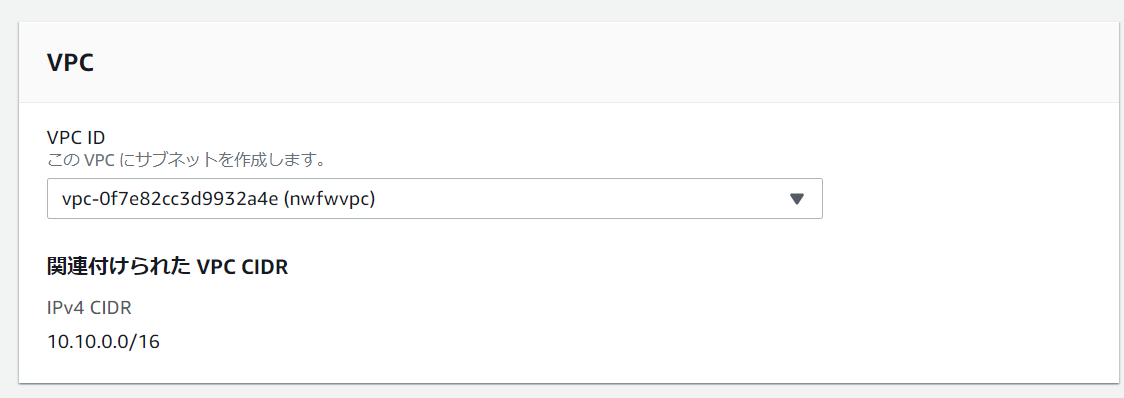 VPC
VPC ID
この VPC にサブネットを作成します。
vpc-0f7e82cc3d9932a4e (nwfwvpc)
関連付けられた VPC CIDR
IPv4 CIDR
10.10.0.0/16